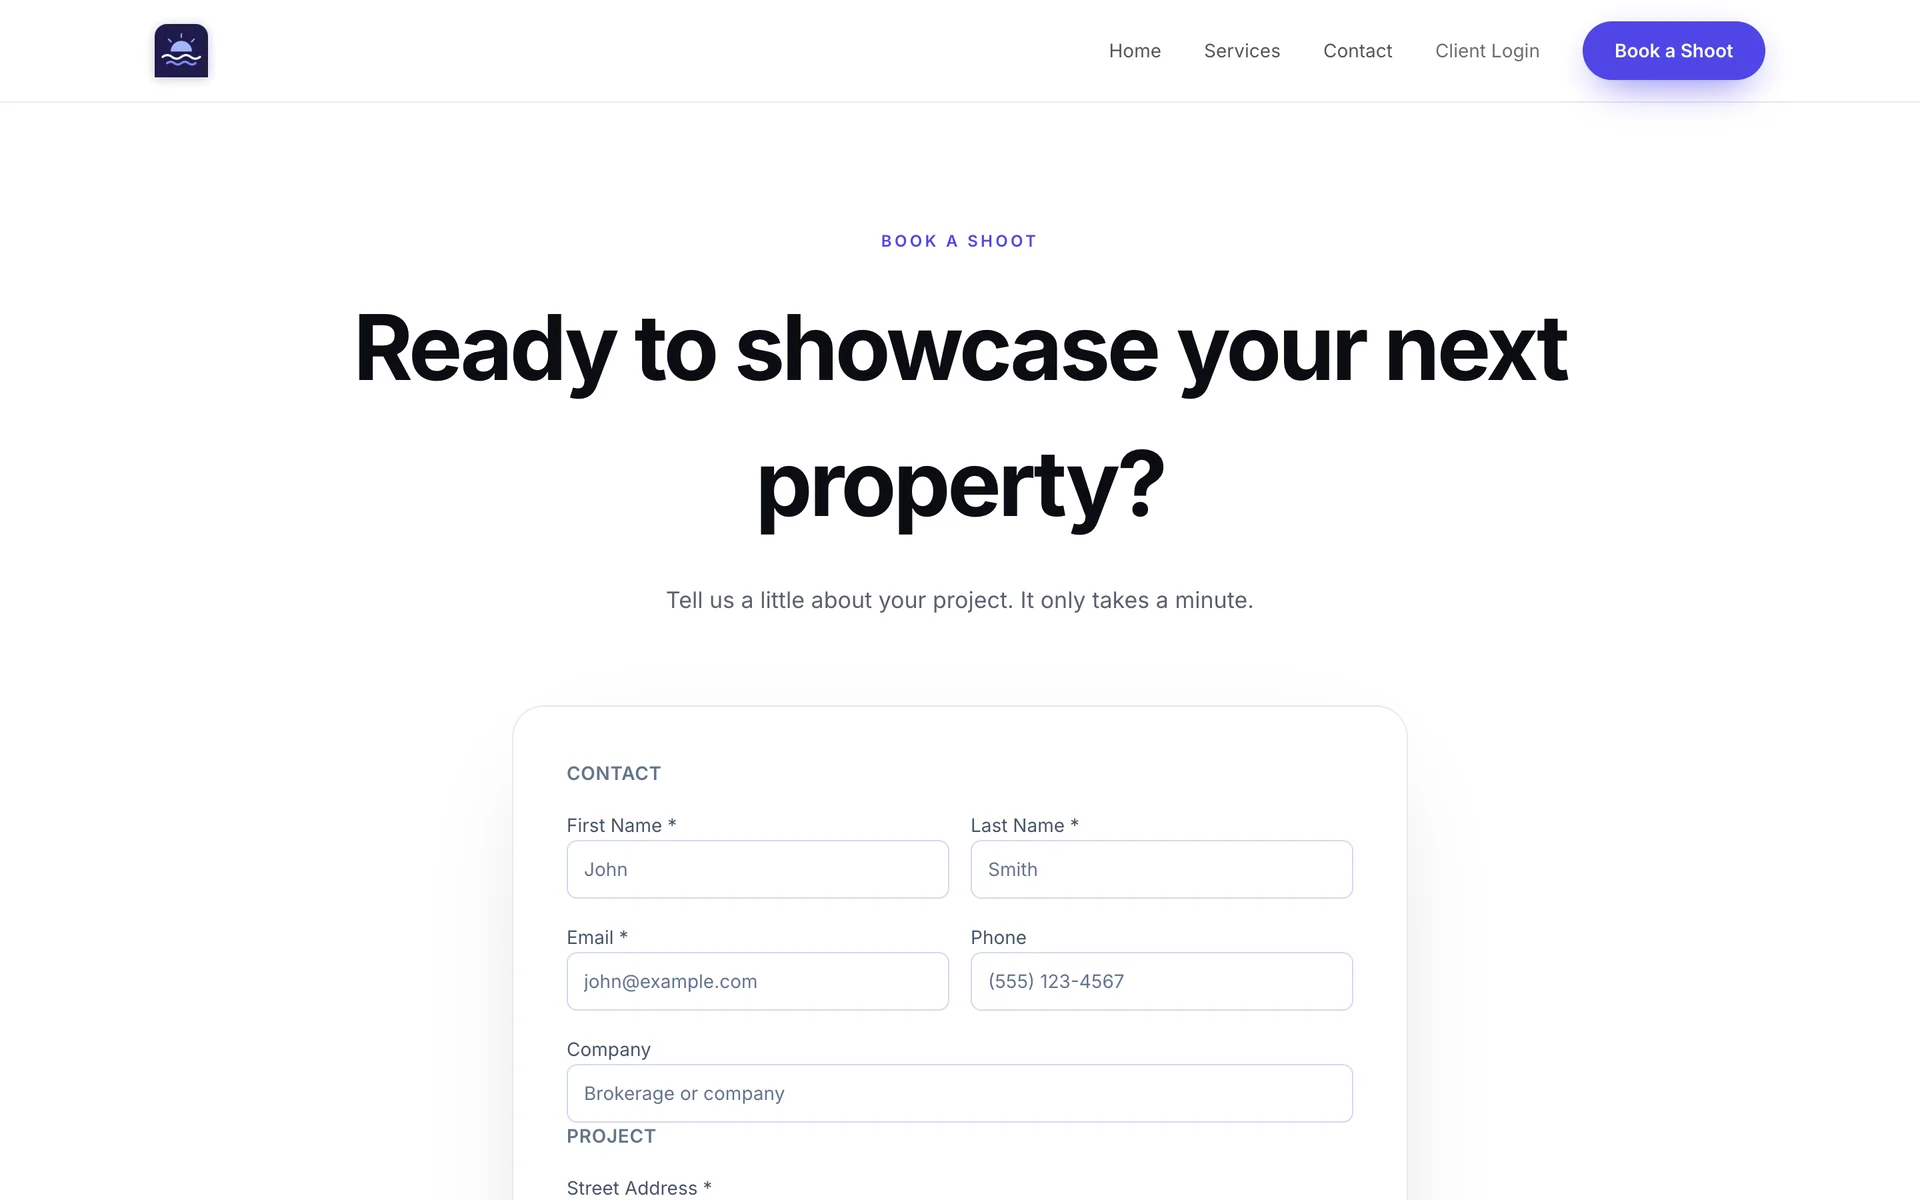 Home
Services
Contact
Client Login
Book a Shoot
BOOK A SHOOT
Ready to showcase your next
property?
Tell us a little about your project. It only takes a minute.
CONTACT
First Name *
Last Name *
John
Smith
Email *
Phone
john@example.com
(555) 123-4567
Company
Brokerage or company
PROJECT
Street Address *